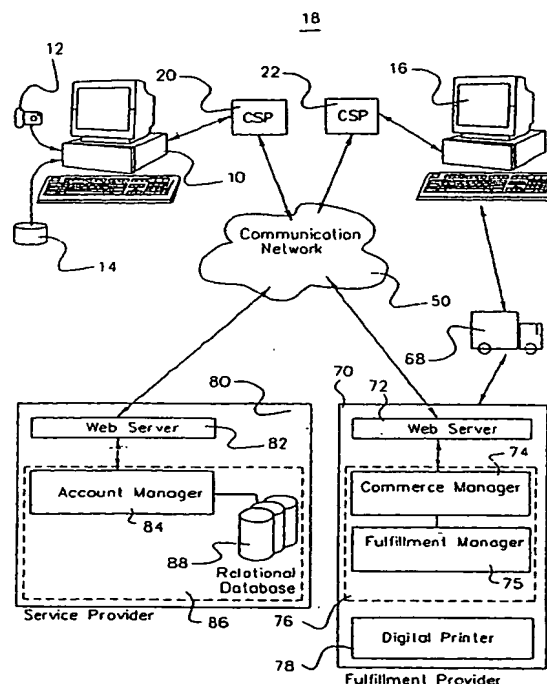 18
12
20
22
16
CSP
CSP
10
14
Communication
Network
50
68
80
70
72
Web Server
82
Web Server
74
Account Manager
84
Commerce Manager
88
Relational
Database
Fulfillment Manager
75
Service Provider
86
76
Digital Printer
78
Fulfillment Provider